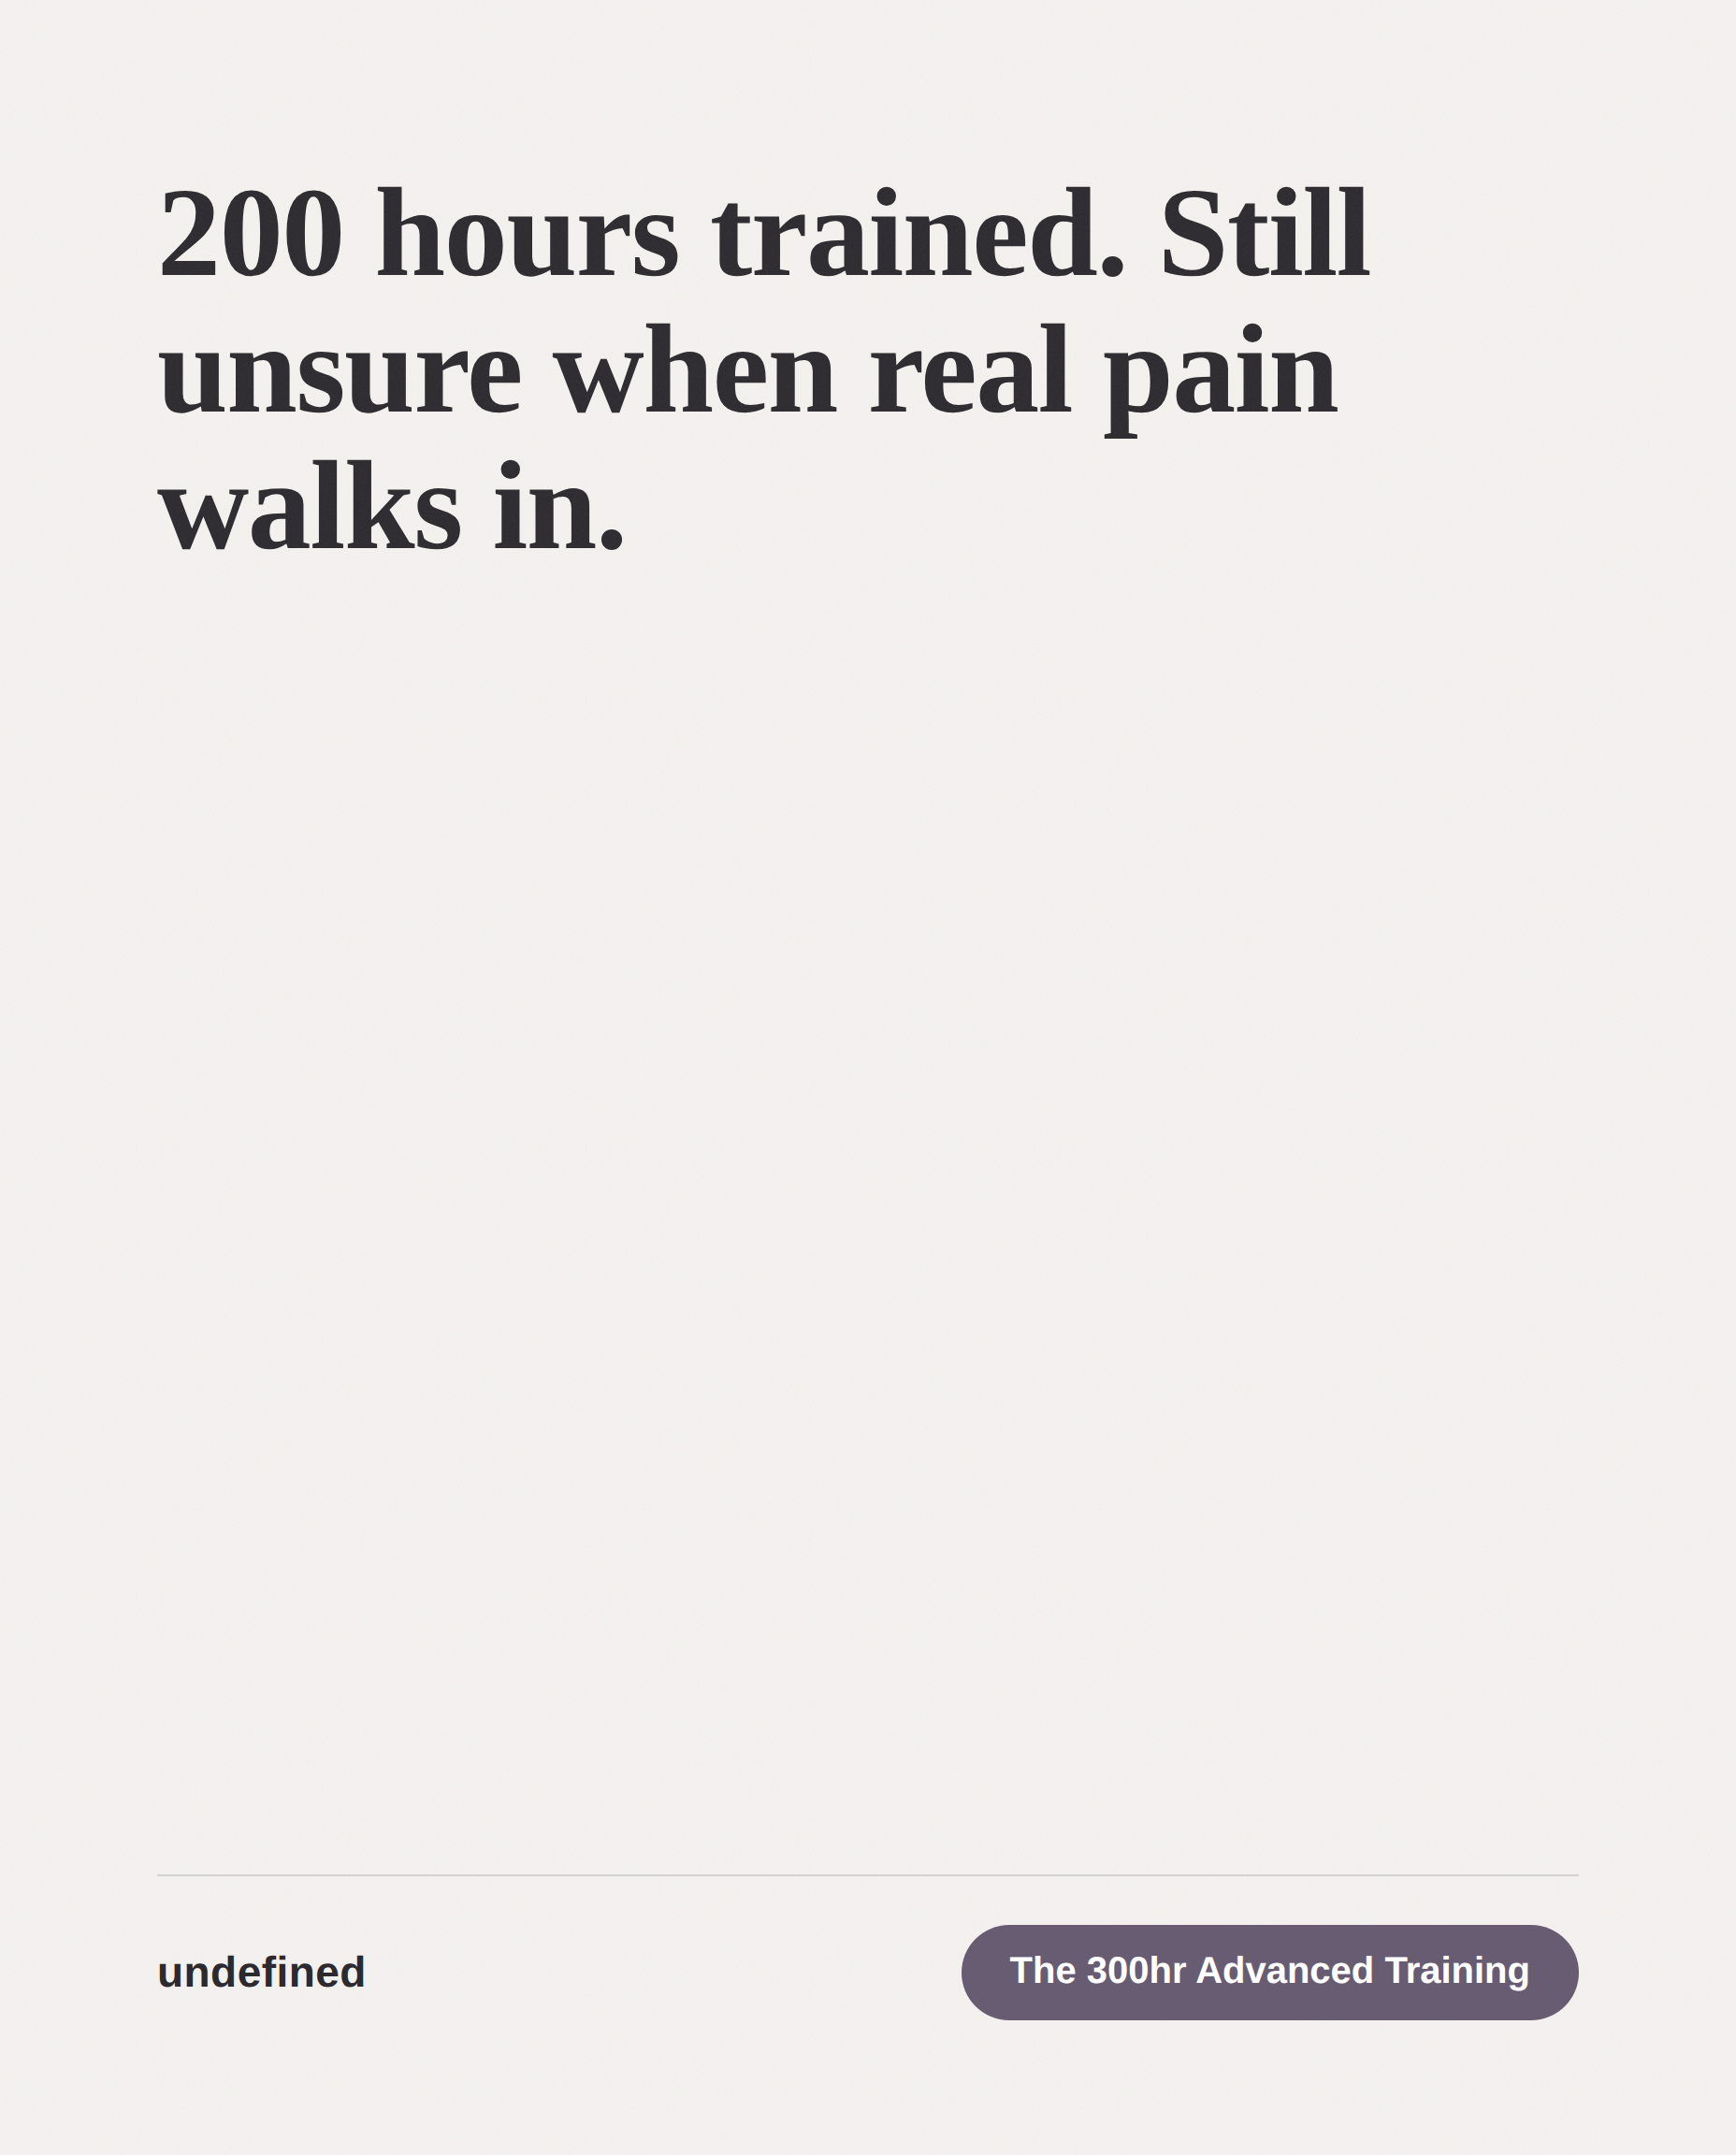 200 hours trained. Still
unsure when real pain
walks in.
undefined
The 300hr Advanced Training